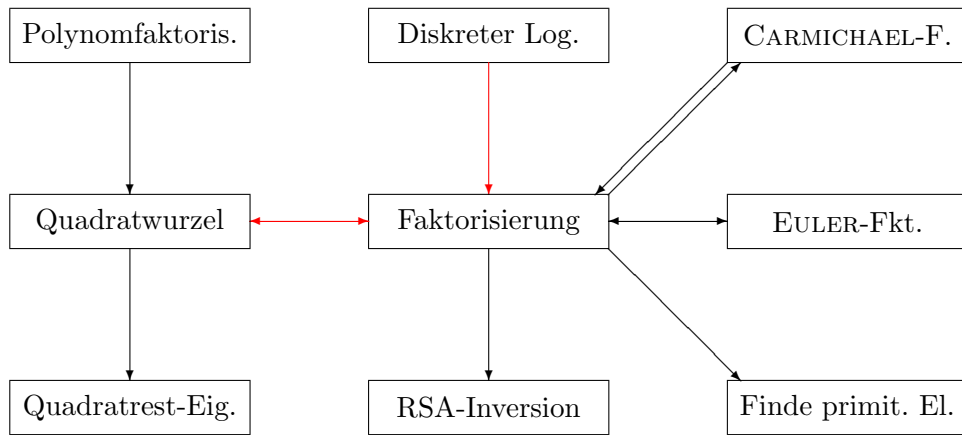 Polynomfaktoris.
Diskreter Log.
CARMICHAEL-F.
Quadratwurzel
Faktorisierung
EULER-Fkt.
Quadratrest-Eig.
RSA-Inversion
Finde primit. El.